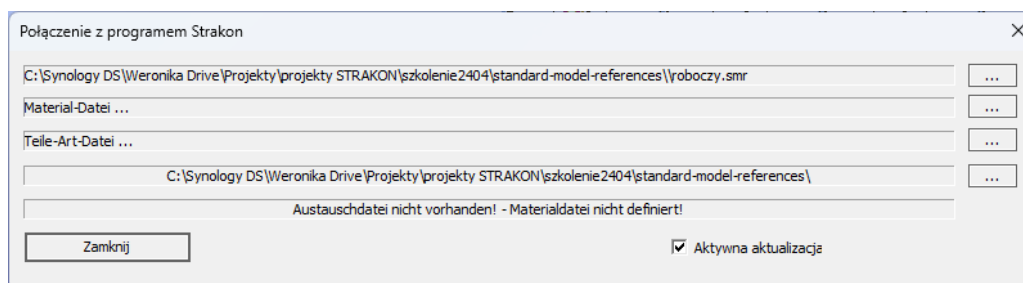 Połączenie z programem Strakon
C:\Synology DS\Weronika Drive\Projekty\projekty STRAKON\szkolenie2404\standard-model-references\\roboczy.smr ...
Material-Datei ... ...
Teile-Art-Datei ... ...
C:\Synology DS\Weronika Drive\Projekty\projekty STRAKON\szkolenie2404\standard-model-references\ ...
Austauschdatei nicht vorhanden! - Materialdatei nicht definiert!
Zamknij Aktywna aktualizacja